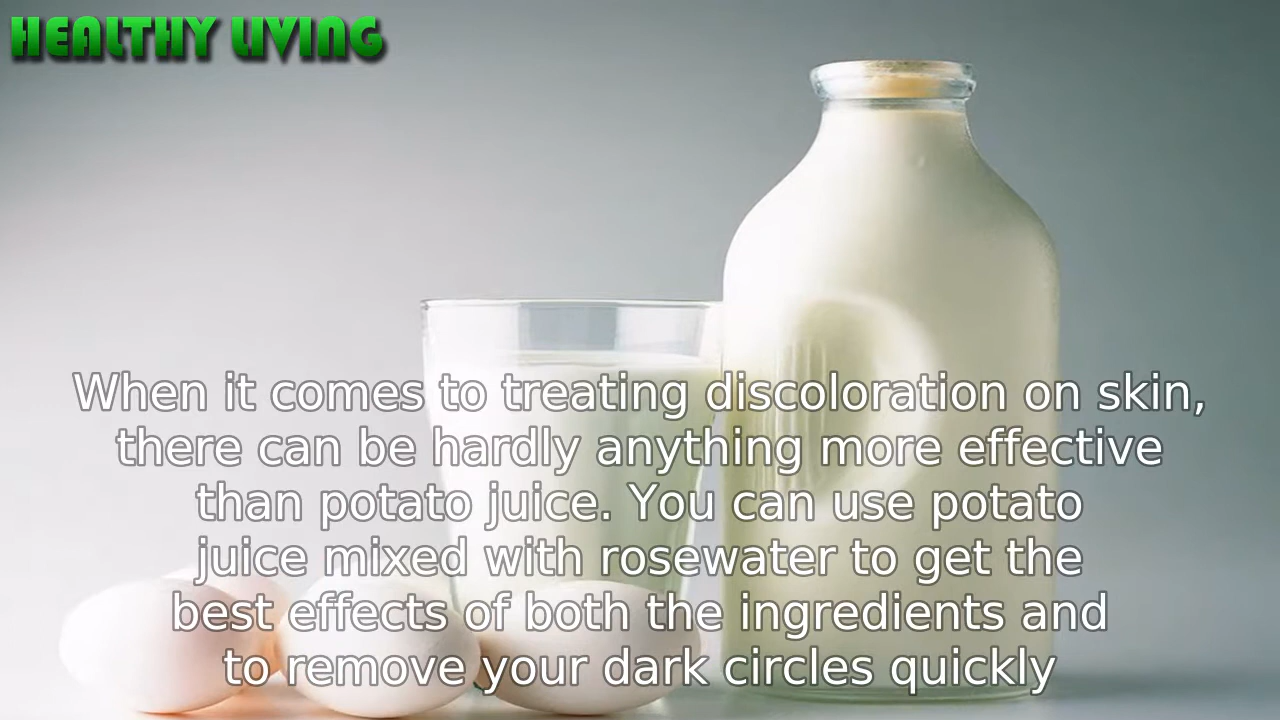 HEALTHY LIVING
When it comes to treating discoloration on skin,
there can be hardly anything more effective
than potato juice. You can use potato
juice mixed with rosewater to get the
best effects of both the ingredients and
to remove your dark circles quickly